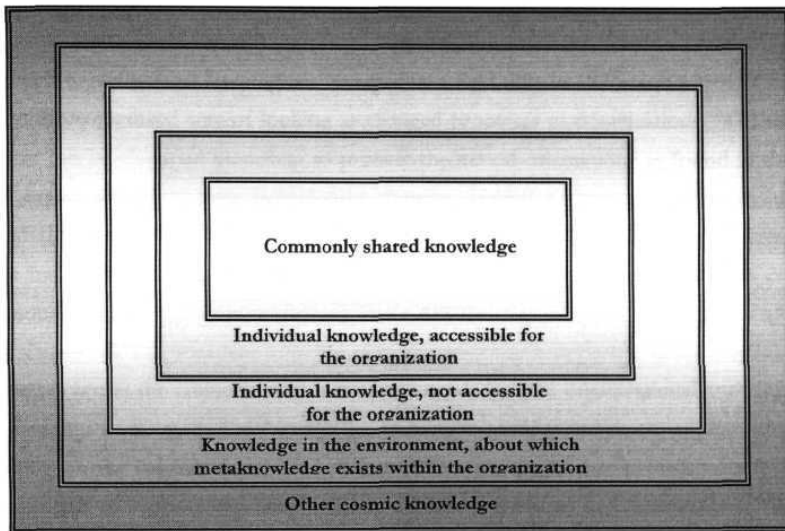 Commonly shared knowledge
Individual knowledge, accessible for
the organization
Individual knowledge, not accessible
for the organization
Knowledge in the environment, about which
metaknowledge exists within the organization
Other cosmic knowledge